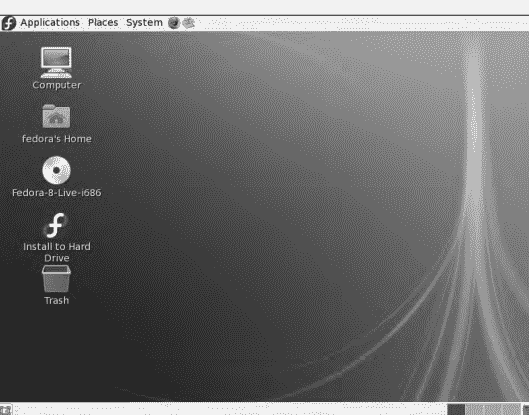 Applications Places System
Computer
fedora's Home
Fedora-8-Live-i686
Install to Hard
Drive
Trash